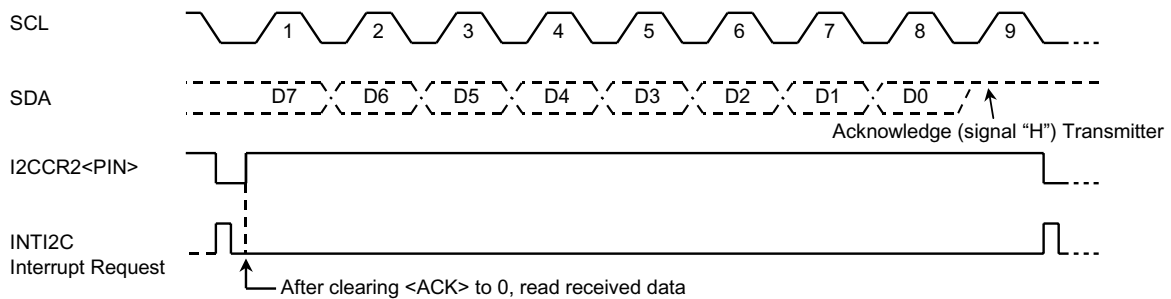 SCL
1 2 3 4 5 6 7 8 9
SDA
D7 D6 D5 D4 D3 D2 D1 D0
Acknowledge (signal “H”) Transmitter
I2CCR2<PIN>
INTI2C
Interrupt Request
After clearing <ACK> to 0, read received data